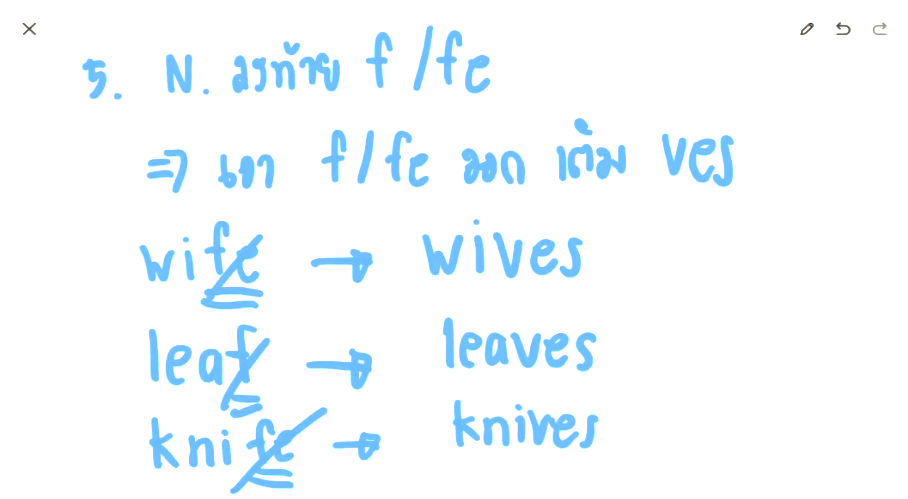 5. N. ลงท้าย f/fe
=> เอา f/fe ออก เติม ves
wife → wives
leaf → leaves
knife → knives